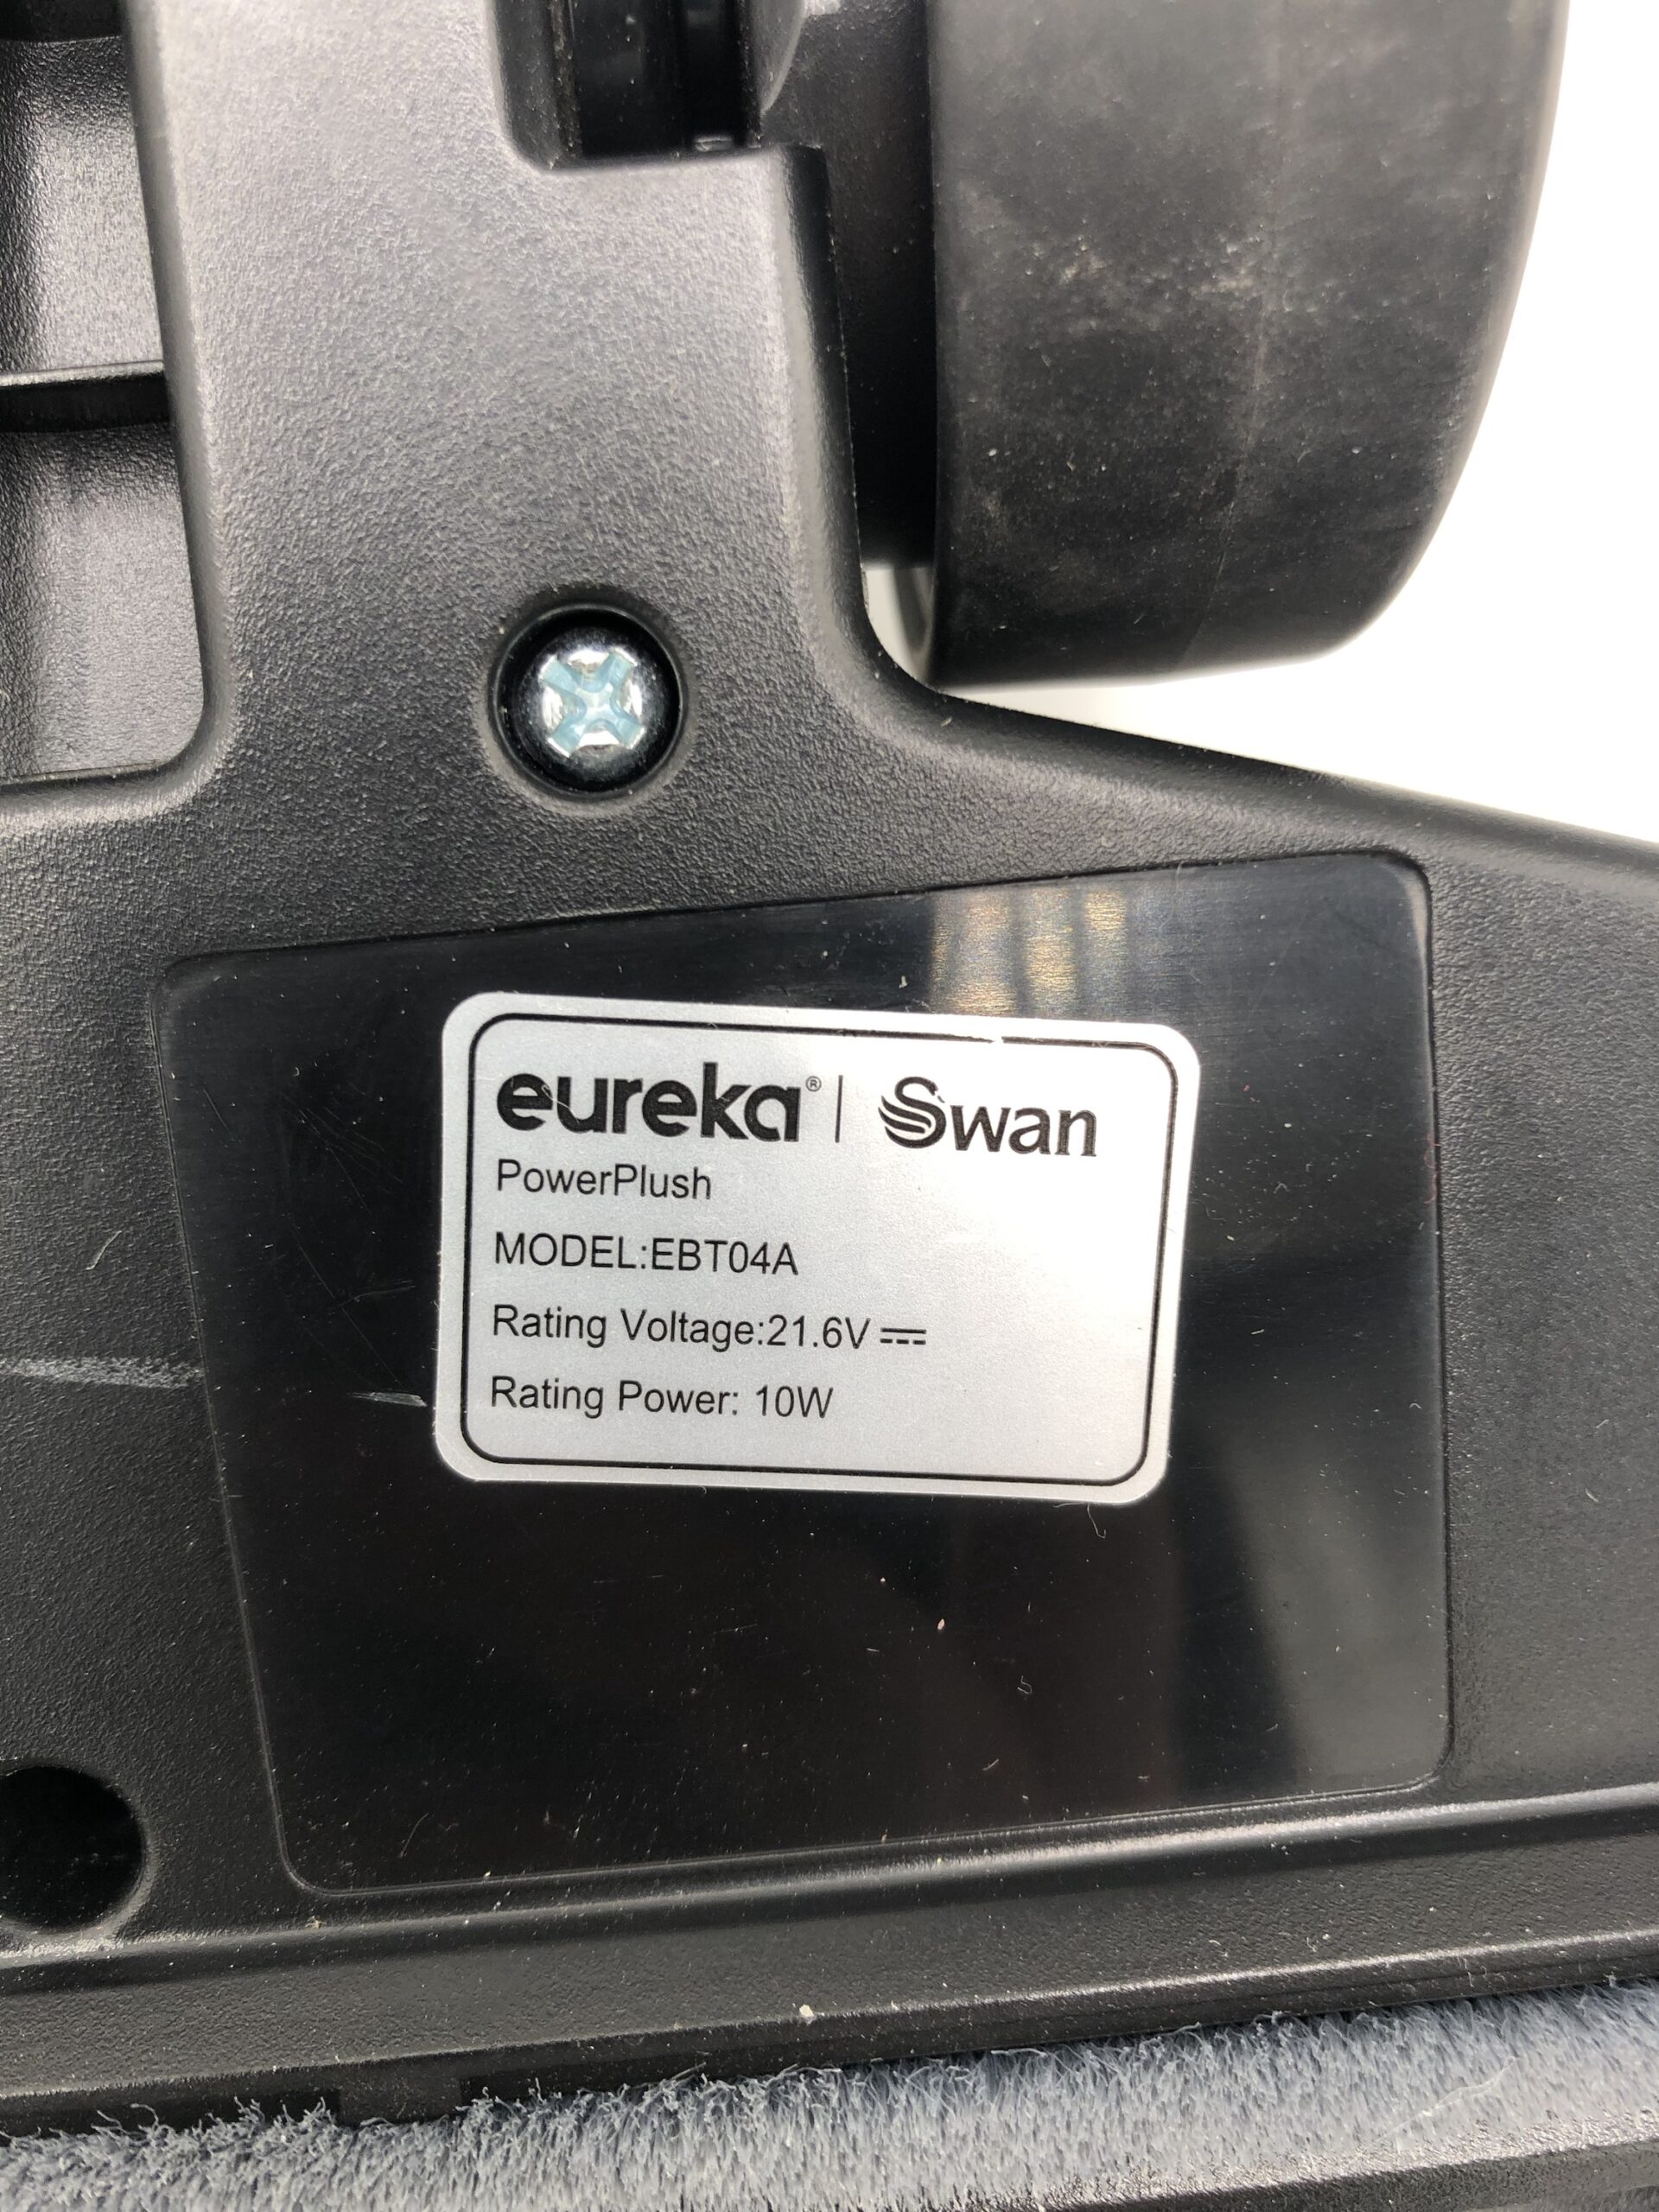 eureka® | Swan
PowerPlush
MODEL:EBT04A
Rating Voltage:21.6V ⎓
Rating Power: 10W